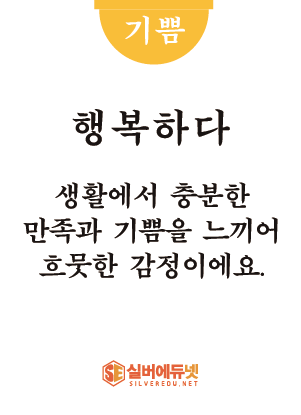 기쁨
행복하다
생활에서 충분한
만족과 기쁨을 느끼어
흐뭇한 감정이에요.
SE 실버에듀넷
SILVEREDU.NET